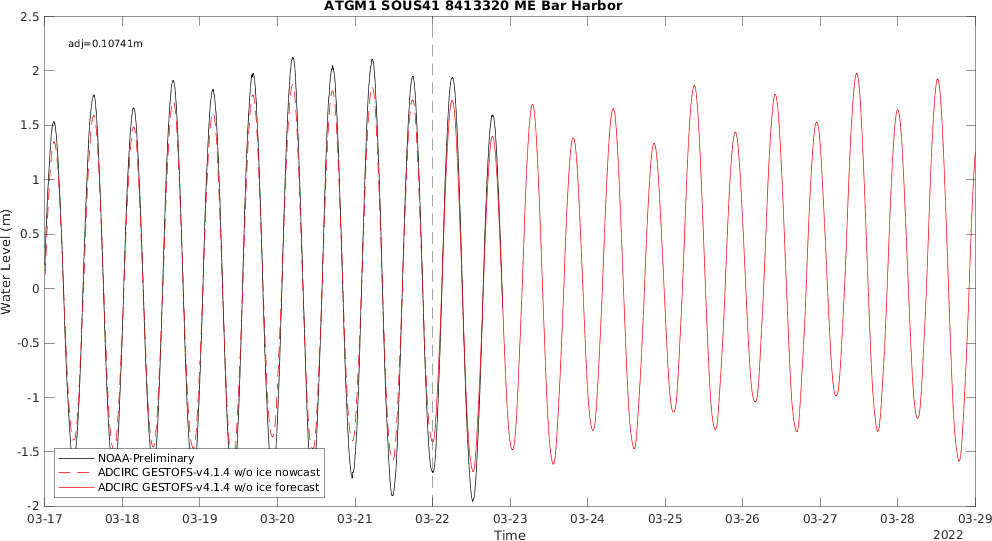 ATGM1 SOUS41 8413320 ME Bar Harbor
2.5
adj=0.10741m
2
1.5
1
0.5
0
-0.5
-1
-1.5
-2
Water Level (m)
NOAA-Preliminary
ADCIRC GESTOFS-v4.1.4 w/o ice nowcast
ADCIRC GESTOFS-v4.1.4 w/o ice forecast
03-17 03-18 03-19 03-20 03-21 03-22 03-23 03-24 03-25 03-26 03-27 03-28 03-29
Time
2022